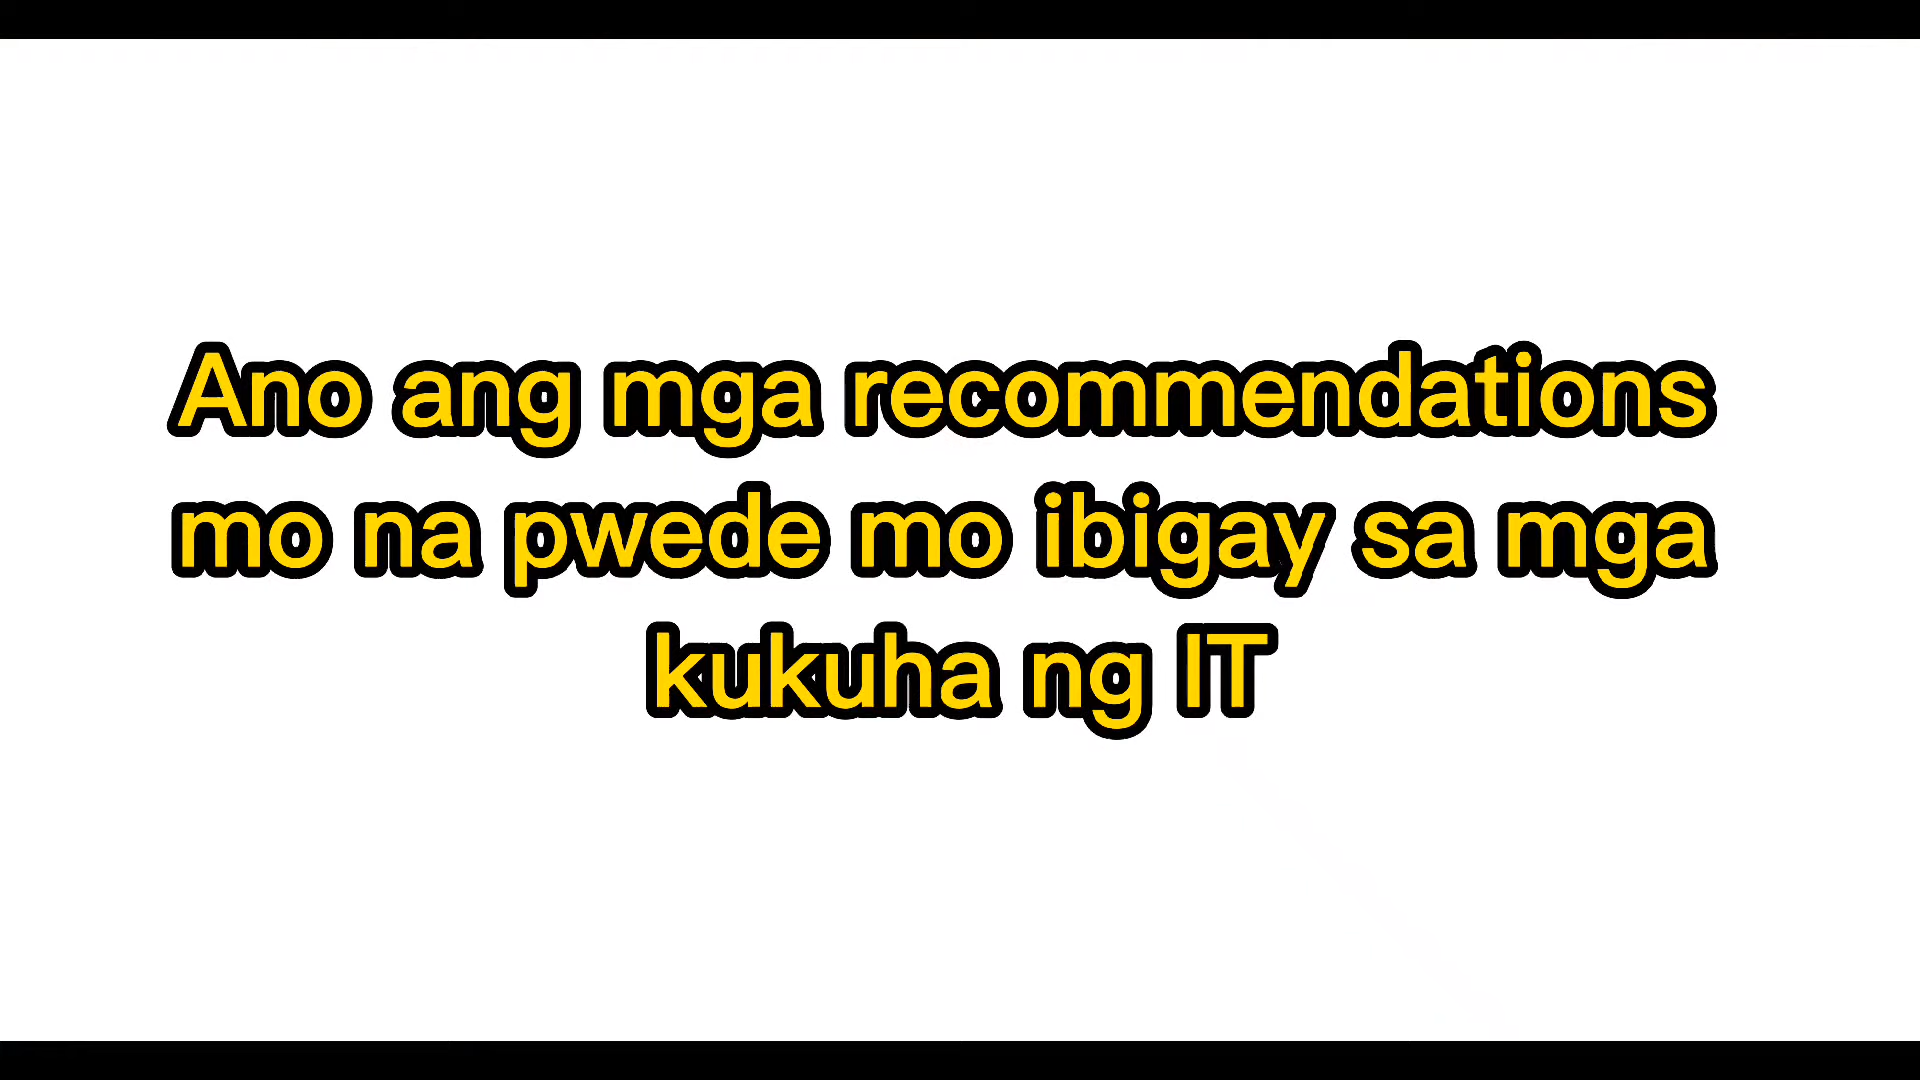 Ano ang mga recommendations
mo na pwede mo ibigay sa mga
kukuha ng IT